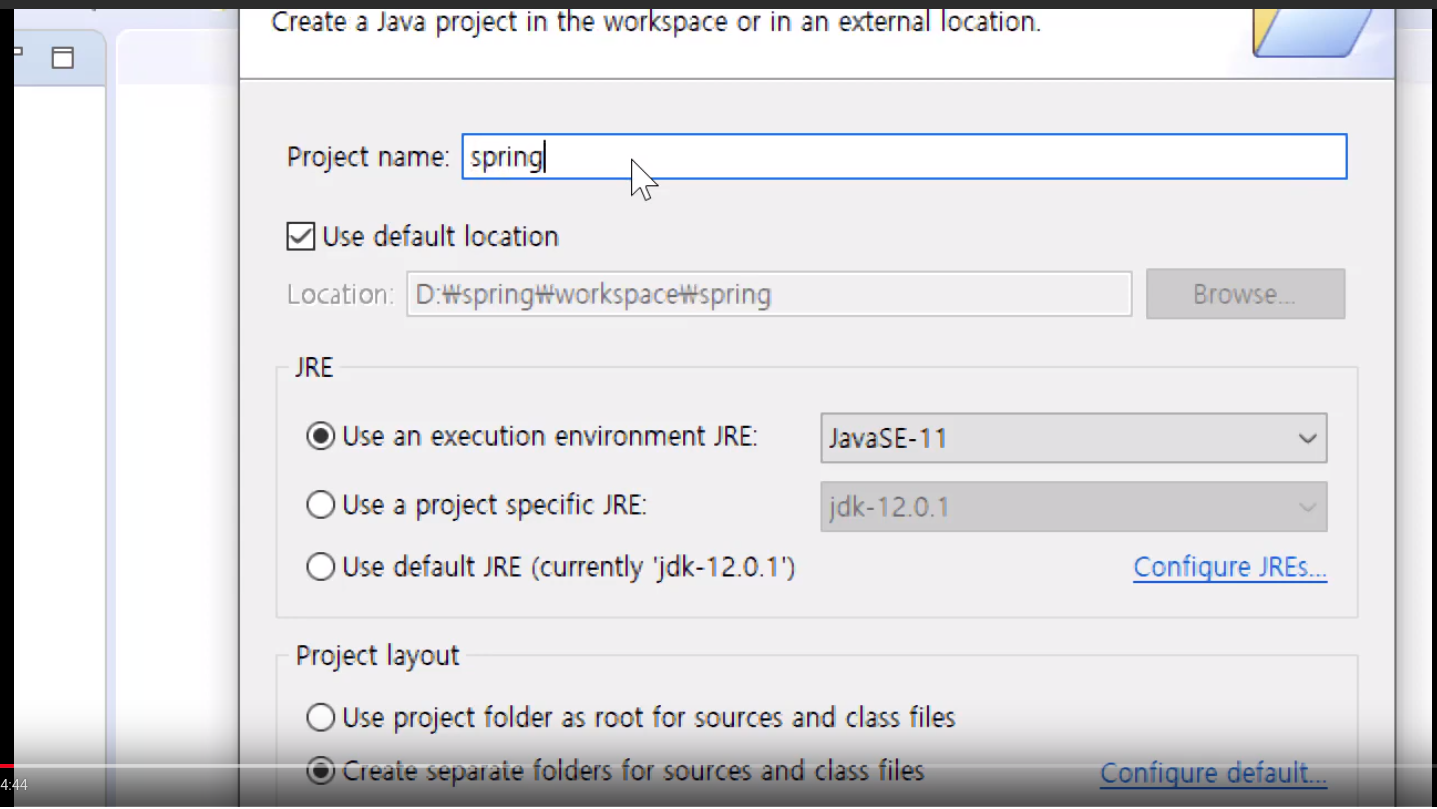 Create a Java project in the workspace or in an external location.
Project name: spring
Use default location
Location: D:₩spring₩workspace₩spring Browse...
JRE
Use an execution environment JRE: JavaSE-11
Use a project specific JRE: jdk-12.0.1
Use default JRE (currently 'jdk-12.0.1') Configure JREs...
Project layout
Use project folder as root for sources and class files
Create separate folders for sources and class files Configure default...
4:44